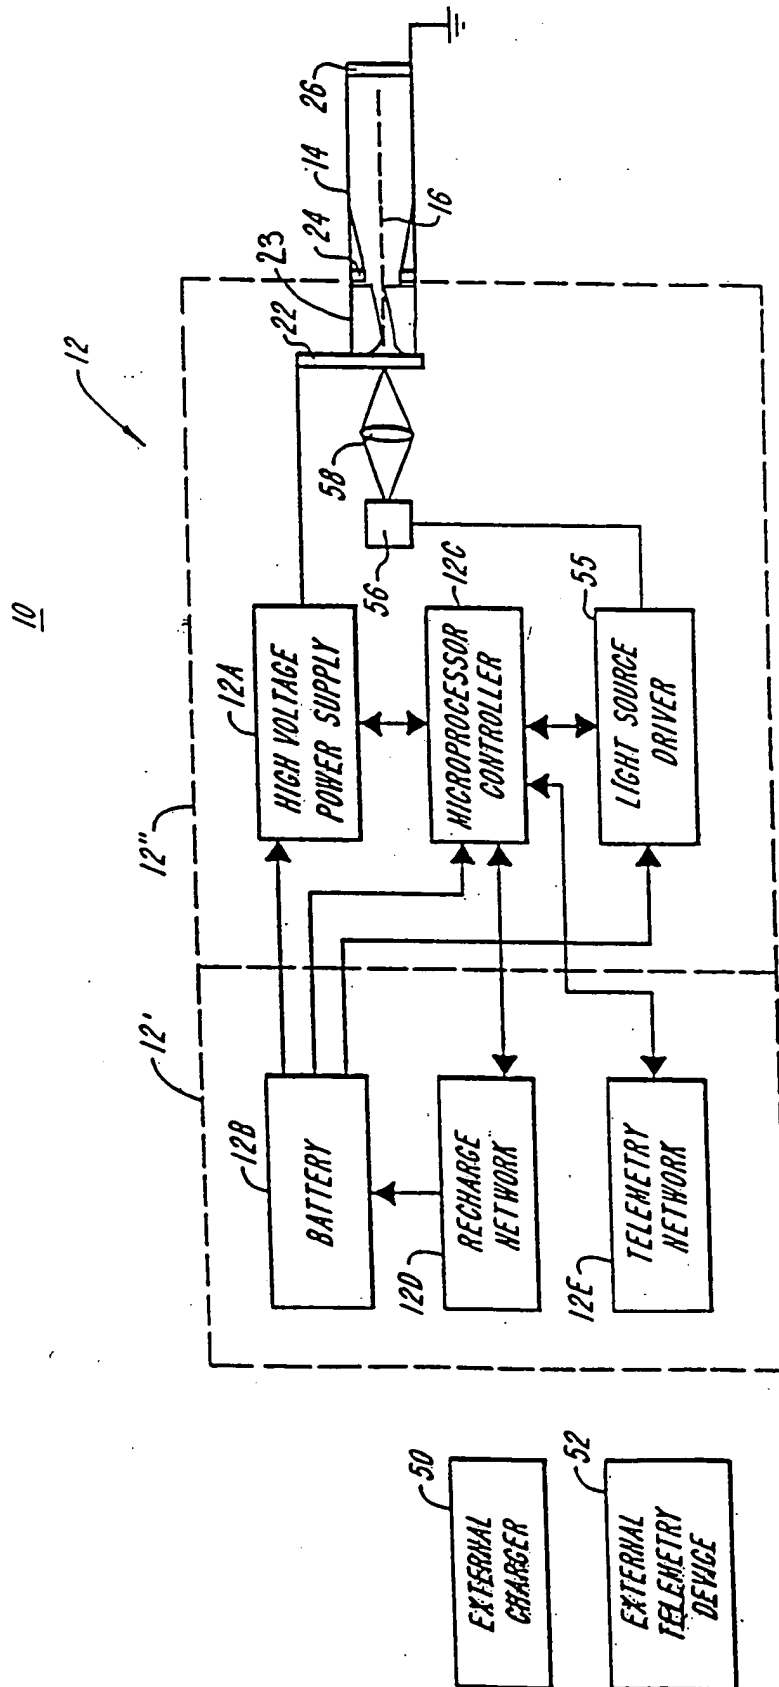 10
12
12'
12"
12B
BATTERY
12D
RECHARGE
NETWORK
12E
TELEMETRY
NETWORK
12A
HIGH VOLTAGE
POWER SUPPLY
12C
MICROPROCESSOR
CONTROLLER
55
LIGHT SOURCE
DRIVER
56
58
22
23
24
14
16
26
50
EXTERNAL
CHARGER
52
EXTERNAL
TELEMETRY
DEVICE